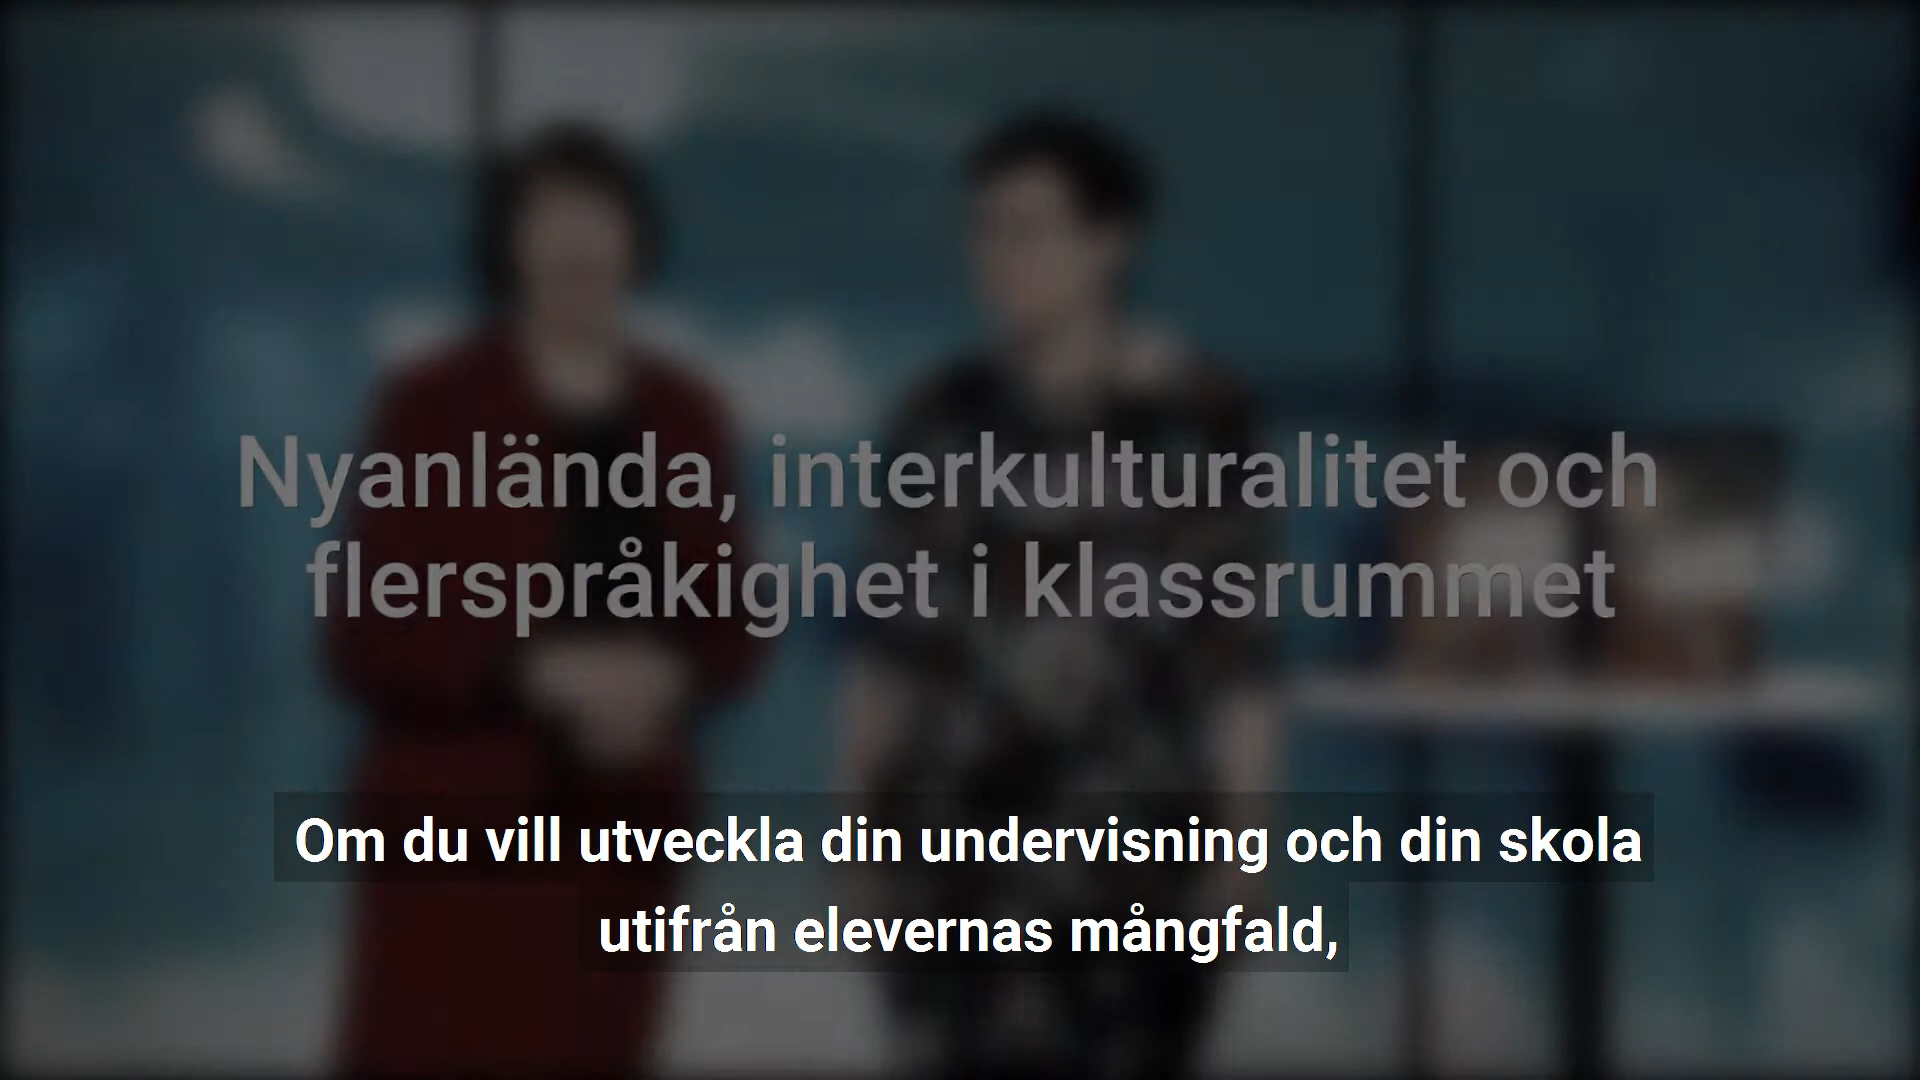 Nyanlända, interkulturalitet och
flerspråkighet i klassrummet
Om du vill utveckla din undervisning och din skola
utifrån elevernas mångfald,